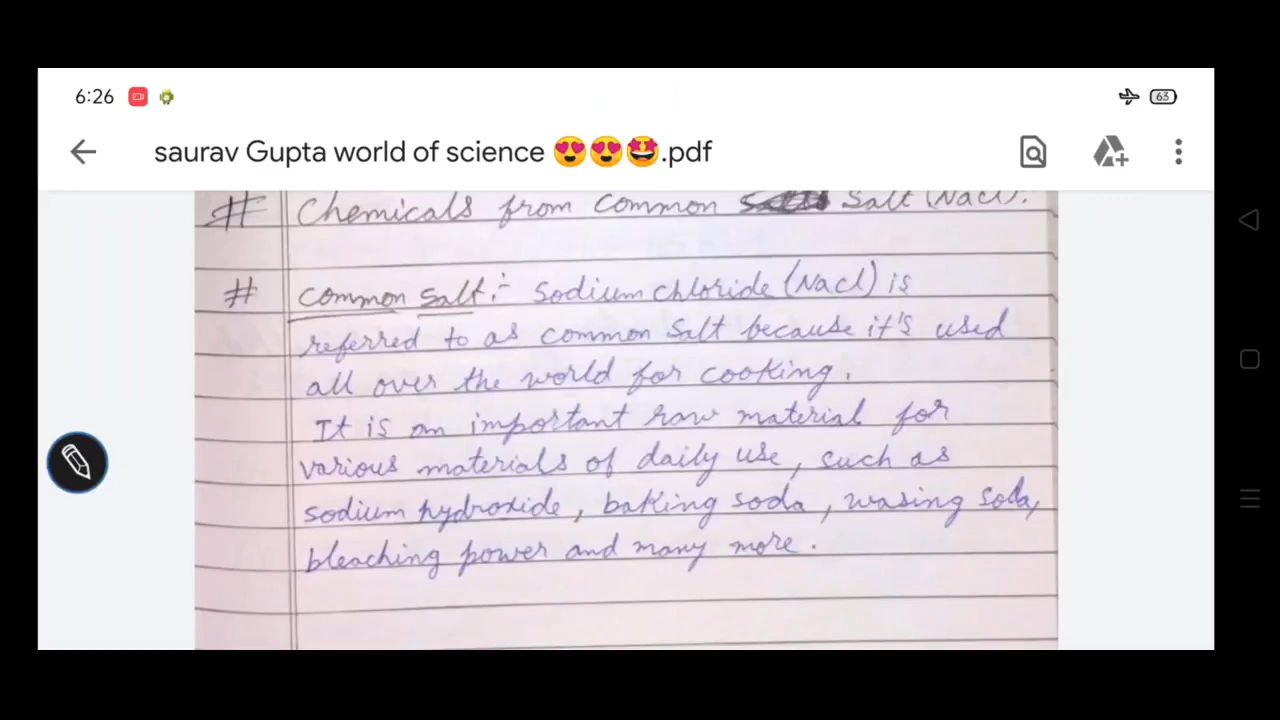 6:26
63
saurav Gupta world of science 😍😍🤩.pdf
# Chemicals from common Salt (Nacl).
# common salt :- Sodium chloride (Nacl) is
referred to as common salt because it's used
all over the world for cooking.
It is an important raw material for
various materials of daily use, such as
sodium hydroxide, baking soda, wasing soda,
bleaching power and many more.